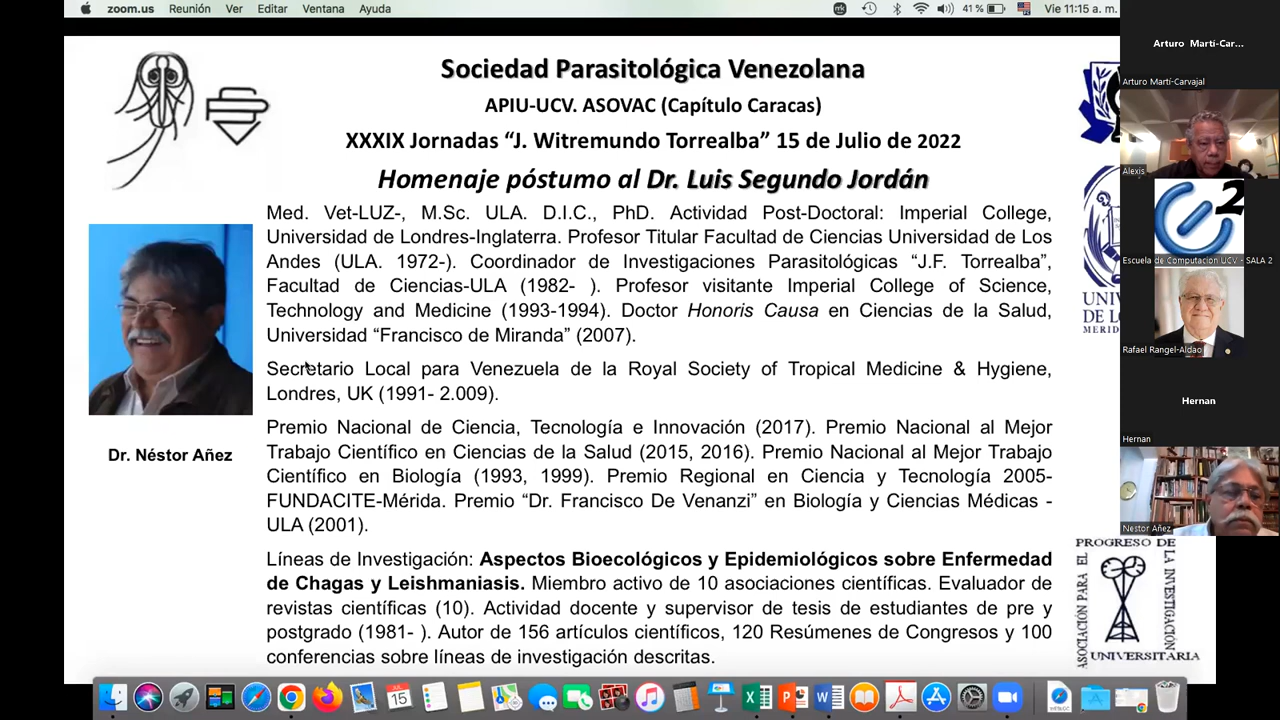 zoom.us Reunión Ver Editar Ventana Ayuda 41 % Vie 11:15 a. m.
Sociedad Parasitológica Venezolana
APIU-UCV. ASOVAC (Capítulo Caracas)
XXXIX Jornadas “J. Witremundo Torrealba” 15 de Julio de 2022
Homenaje póstumo al Dr. Luis Segundo Jordán
Med. Vet-LUZ-, M.Sc. ULA. D.I.C., PhD. Actividad Post-Doctoral: Imperial College,
Universidad de Londres-Inglaterra. Profesor Titular Facultad de Ciencias Universidad de Los
Andes (ULA. 1972-). Coordinador de Investigaciones Parasitológicas “J.F. Torrealba”,
Facultad de Ciencias-ULA (1982- ). Profesor visitante Imperial College of Science,
Technology and Medicine (1993-1994). Doctor Honoris Causa en Ciencias de la Salud,
Universidad “Francisco de Miranda” (2007).
Secretario Local para Venezuela de la Royal Society of Tropical Medicine & Hygiene,
Londres, UK (1991- 2.009).
Premio Nacional de Ciencia, Tecnología e Innovación (2017). Premio Nacional al Mejor
Trabajo Científico en Ciencias de la Salud (2015, 2016). Premio Nacional al Mejor Trabajo
Científico en Biología (1993, 1999). Premio Regional en Ciencia y Tecnología 2005-
FUNDACITE-Mérida. Premio “Dr. Francisco De Venanzi” en Biología y Ciencias Médicas -
ULA (2001).
Líneas de Investigación: Aspectos Bioecológicos y Epidemiológicos sobre Enfermedad
de Chagas y Leishmaniasis. Miembro activo de 10 asociaciones científicas. Evaluador de
revistas científicas (10). Actividad docente y supervisor de tesis de estudiantes de pre y
postgrado (1981- ). Autor de 156 artículos científicos, 120 Resúmenes de Congresos y 100
conferencias sobre líneas de investigación descritas.
Dr. Néstor Añez
UNIV
DE LO
MERID
ASOCIACIÓN PARA EL
PROGRESO DE
LA INVESTIGACIÓN
UNIVERSITARIA
Arturo Martí-Car...
Arturo Martí-Carvajal
Alexis
2
Escuela de Computacion UCV - SALA 2
Rafael Rangel-Aldao
Hernan
Hernan
Nestor Añez
JUL
15